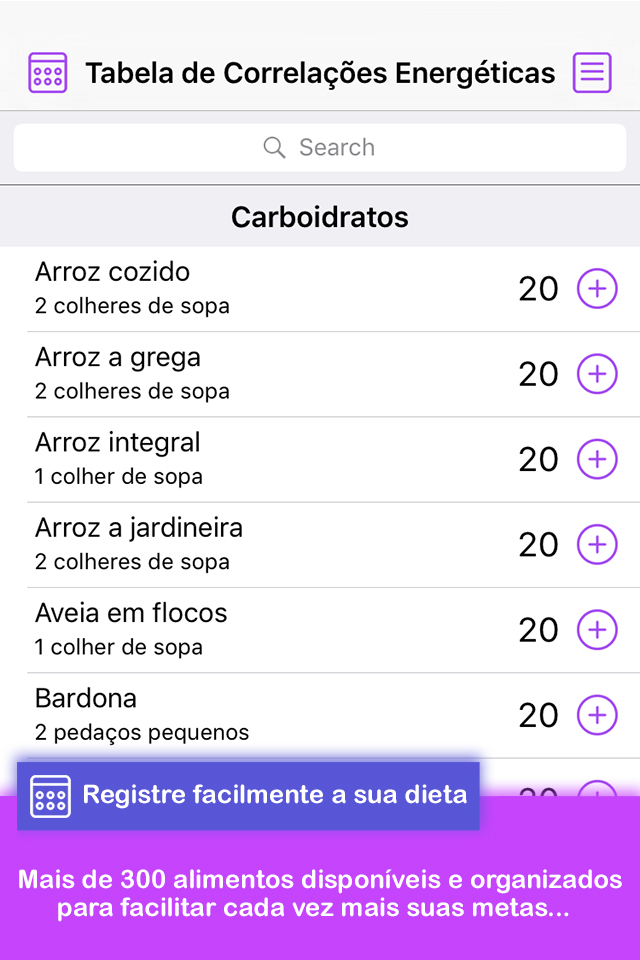 Tabela de Correlações Energéticas
Search
Carboidratos
Arroz cozido
2 colheres de sopa
20
Arroz a grega
2 colheres de sopa
20
Arroz integral
1 colher de sopa
20
Arroz a jardineira
2 colheres de sopa
20
Aveia em flocos
1 colher de sopa
20
Bardona
2 pedaços pequenos
20
20
Registre facilmente a sua dieta
Mais de 300 alimentos disponíveis e organizados
para facilitar cada vez mais suas metas...